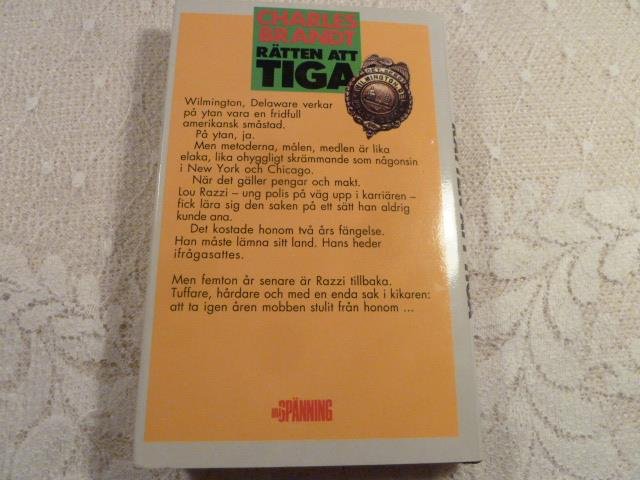 CHARLES
BRANDT
RÄTTEN ATT
TIGA
WILMINGTON, DEL.
Wilmington, Delaware verkar
på ytan vara en fridfull
amerikansk småstad.
På ytan, ja.
Men metoderna, målen, medlen är lika
elaka, lika ohyggligt skrämmande som någonsin
i New York och Chicago.
När det gäller pengar och makt.
Lou Razzi – ung polis på väg upp i karriären –
fick lära sig den saken på ett sätt han aldrig
kunde ana.
Det kostade honom två års fängelse.
Han måste lämna sitt land. Hans heder
ifrågasattes.
Men femton år senare är Razzi tillbaka.
Tuffare, hårdare och med en enda sak i kikaren:
att ta igen åren mobben stulit från honom ...
SPÄNNING